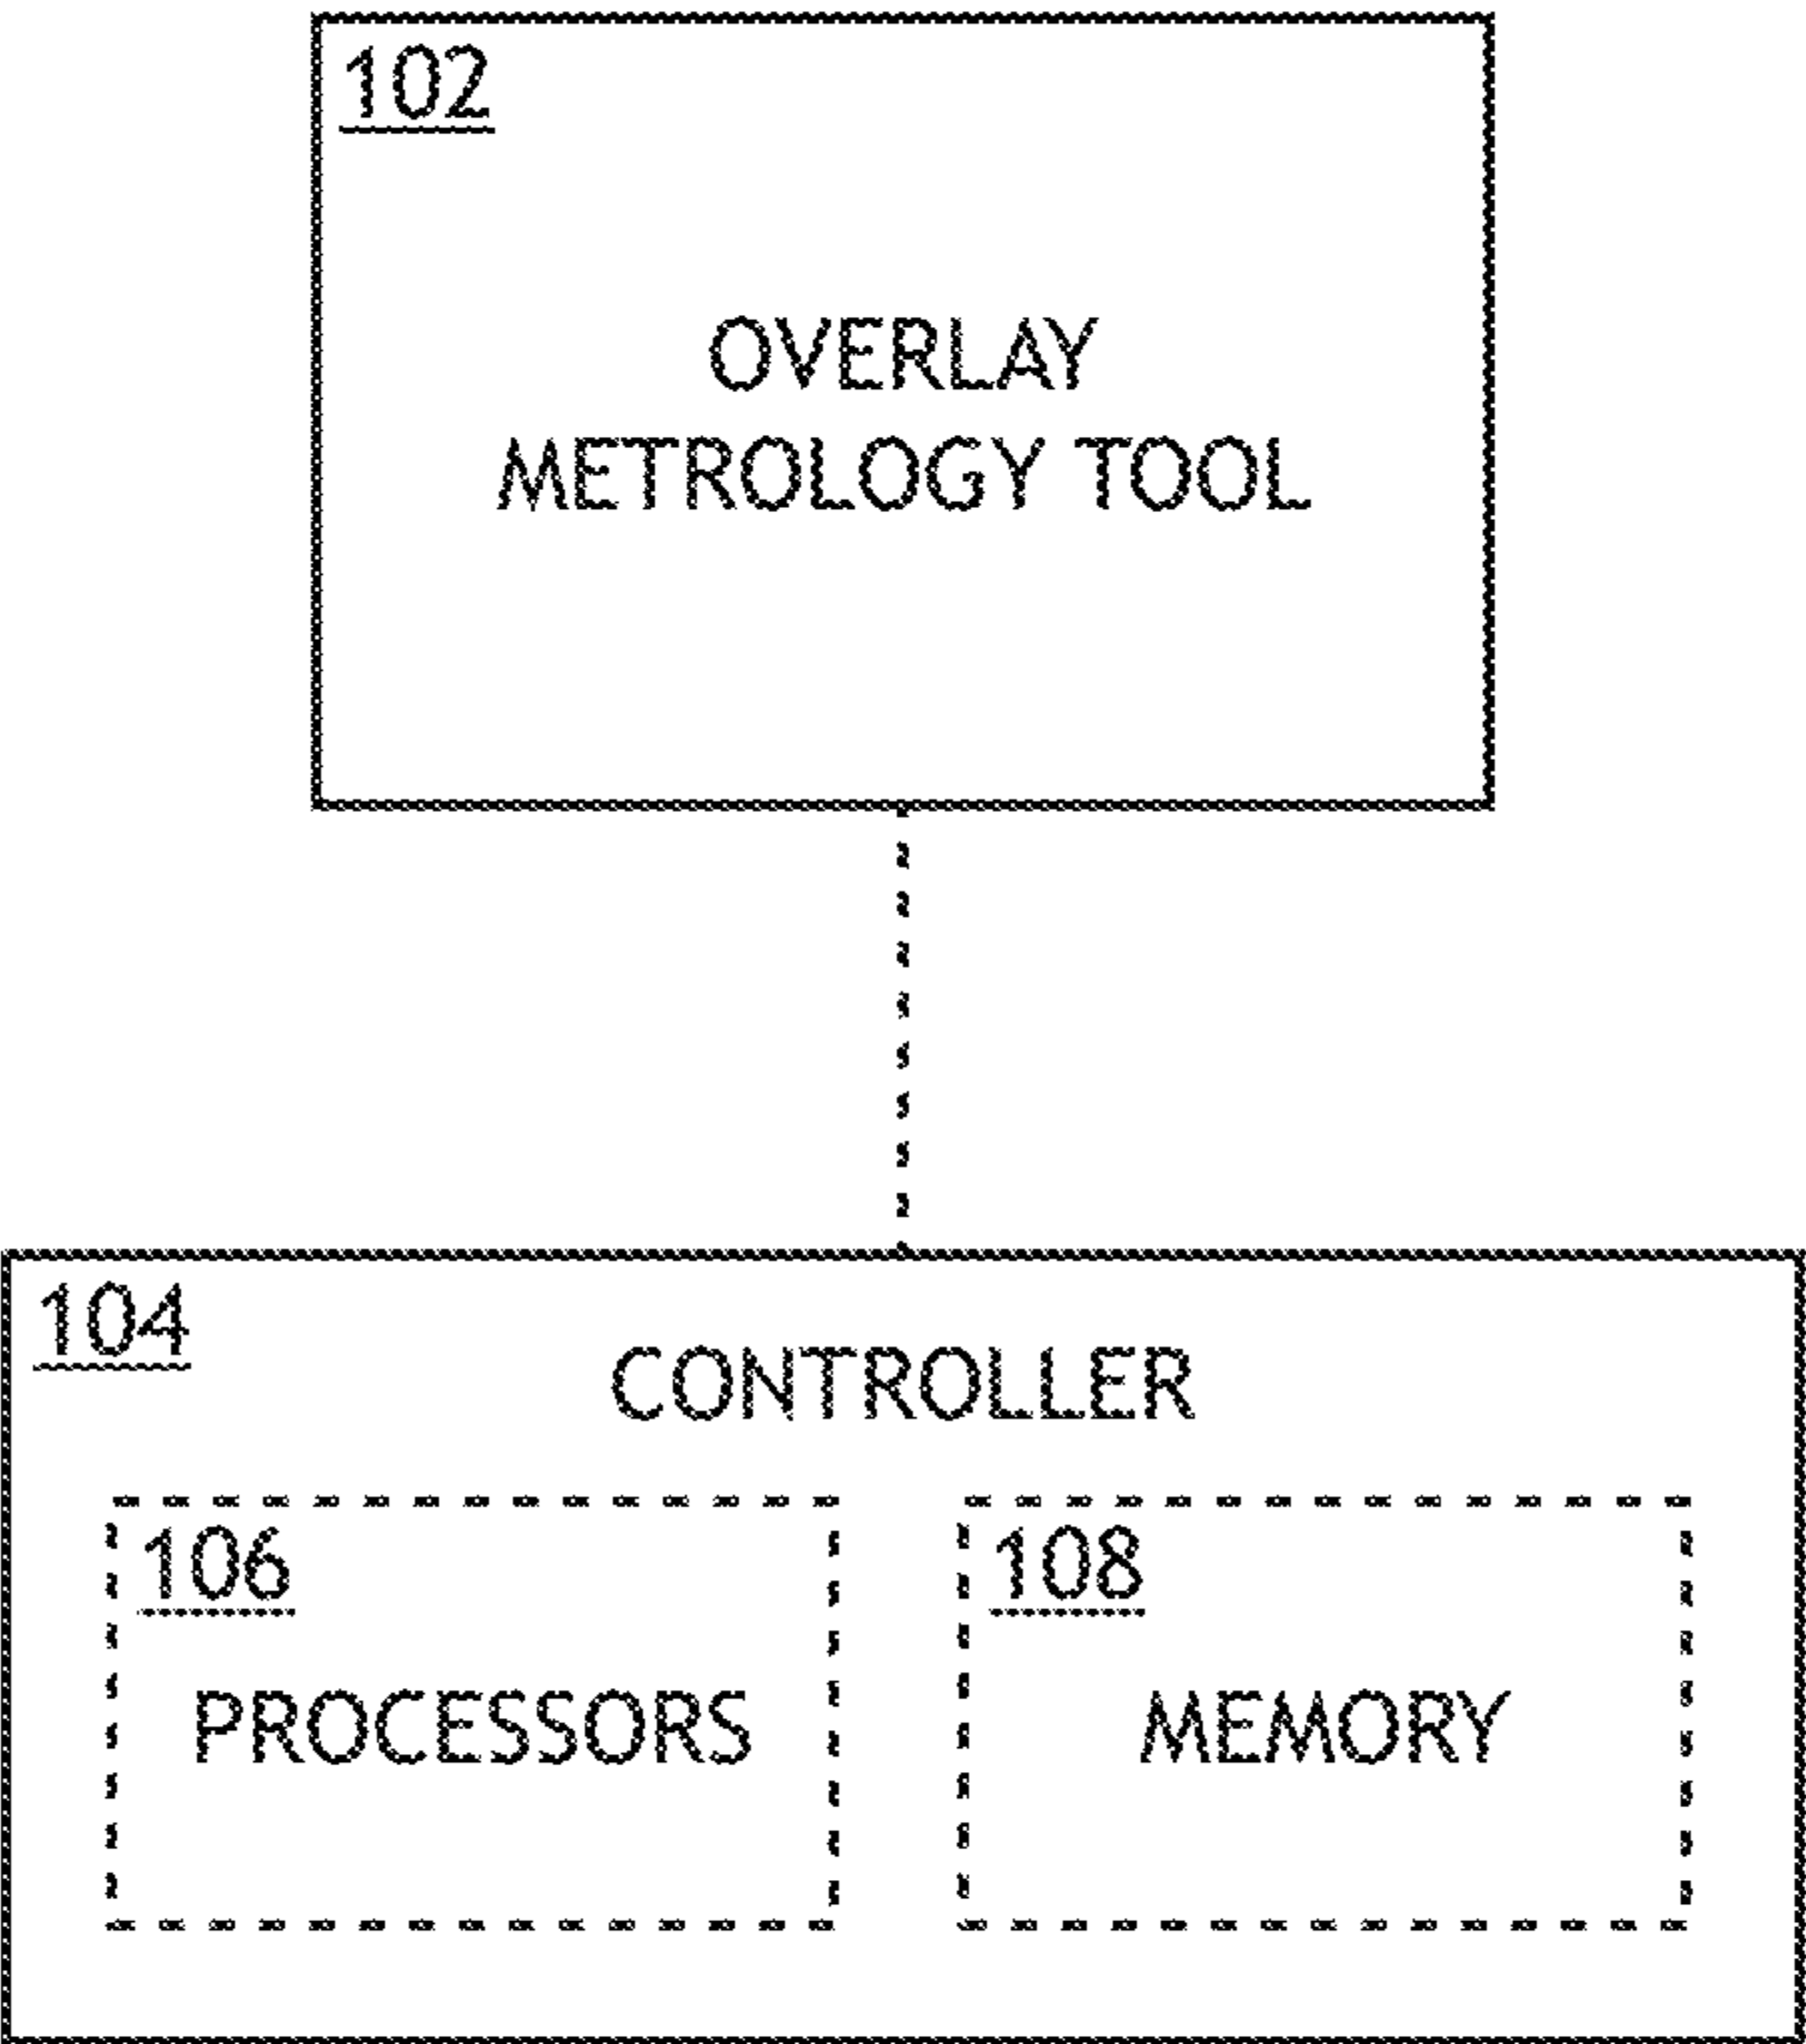 102
OVERLAY
METROLOGY TOOL
104
CONTROLLER
106
108
PROCESSORS
MEMORY